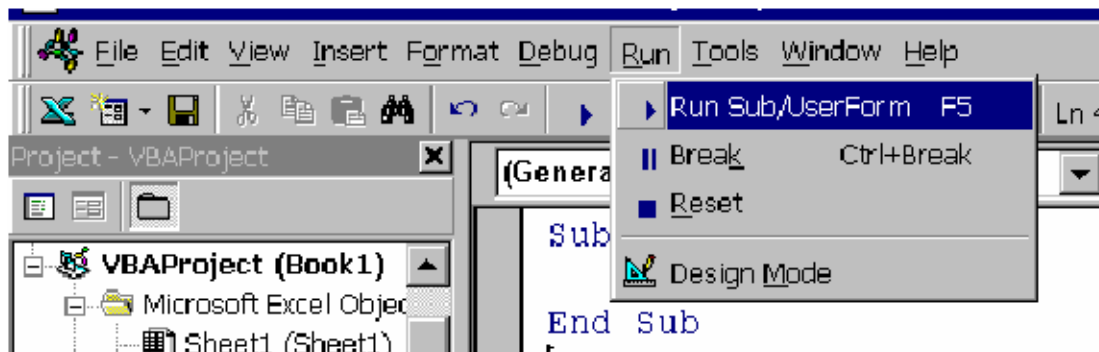 File Edit View Insert Format Debug Run Tools Window Help
Run Sub/UserForm F5
Ln 4
Project - VBAProject
Break Ctrl+Break
(Genera
Reset
Sub
VBAProject (Book1)
Design Mode
Microsoft Excel Objec
End Sub
Sheet1 (Sheet1)